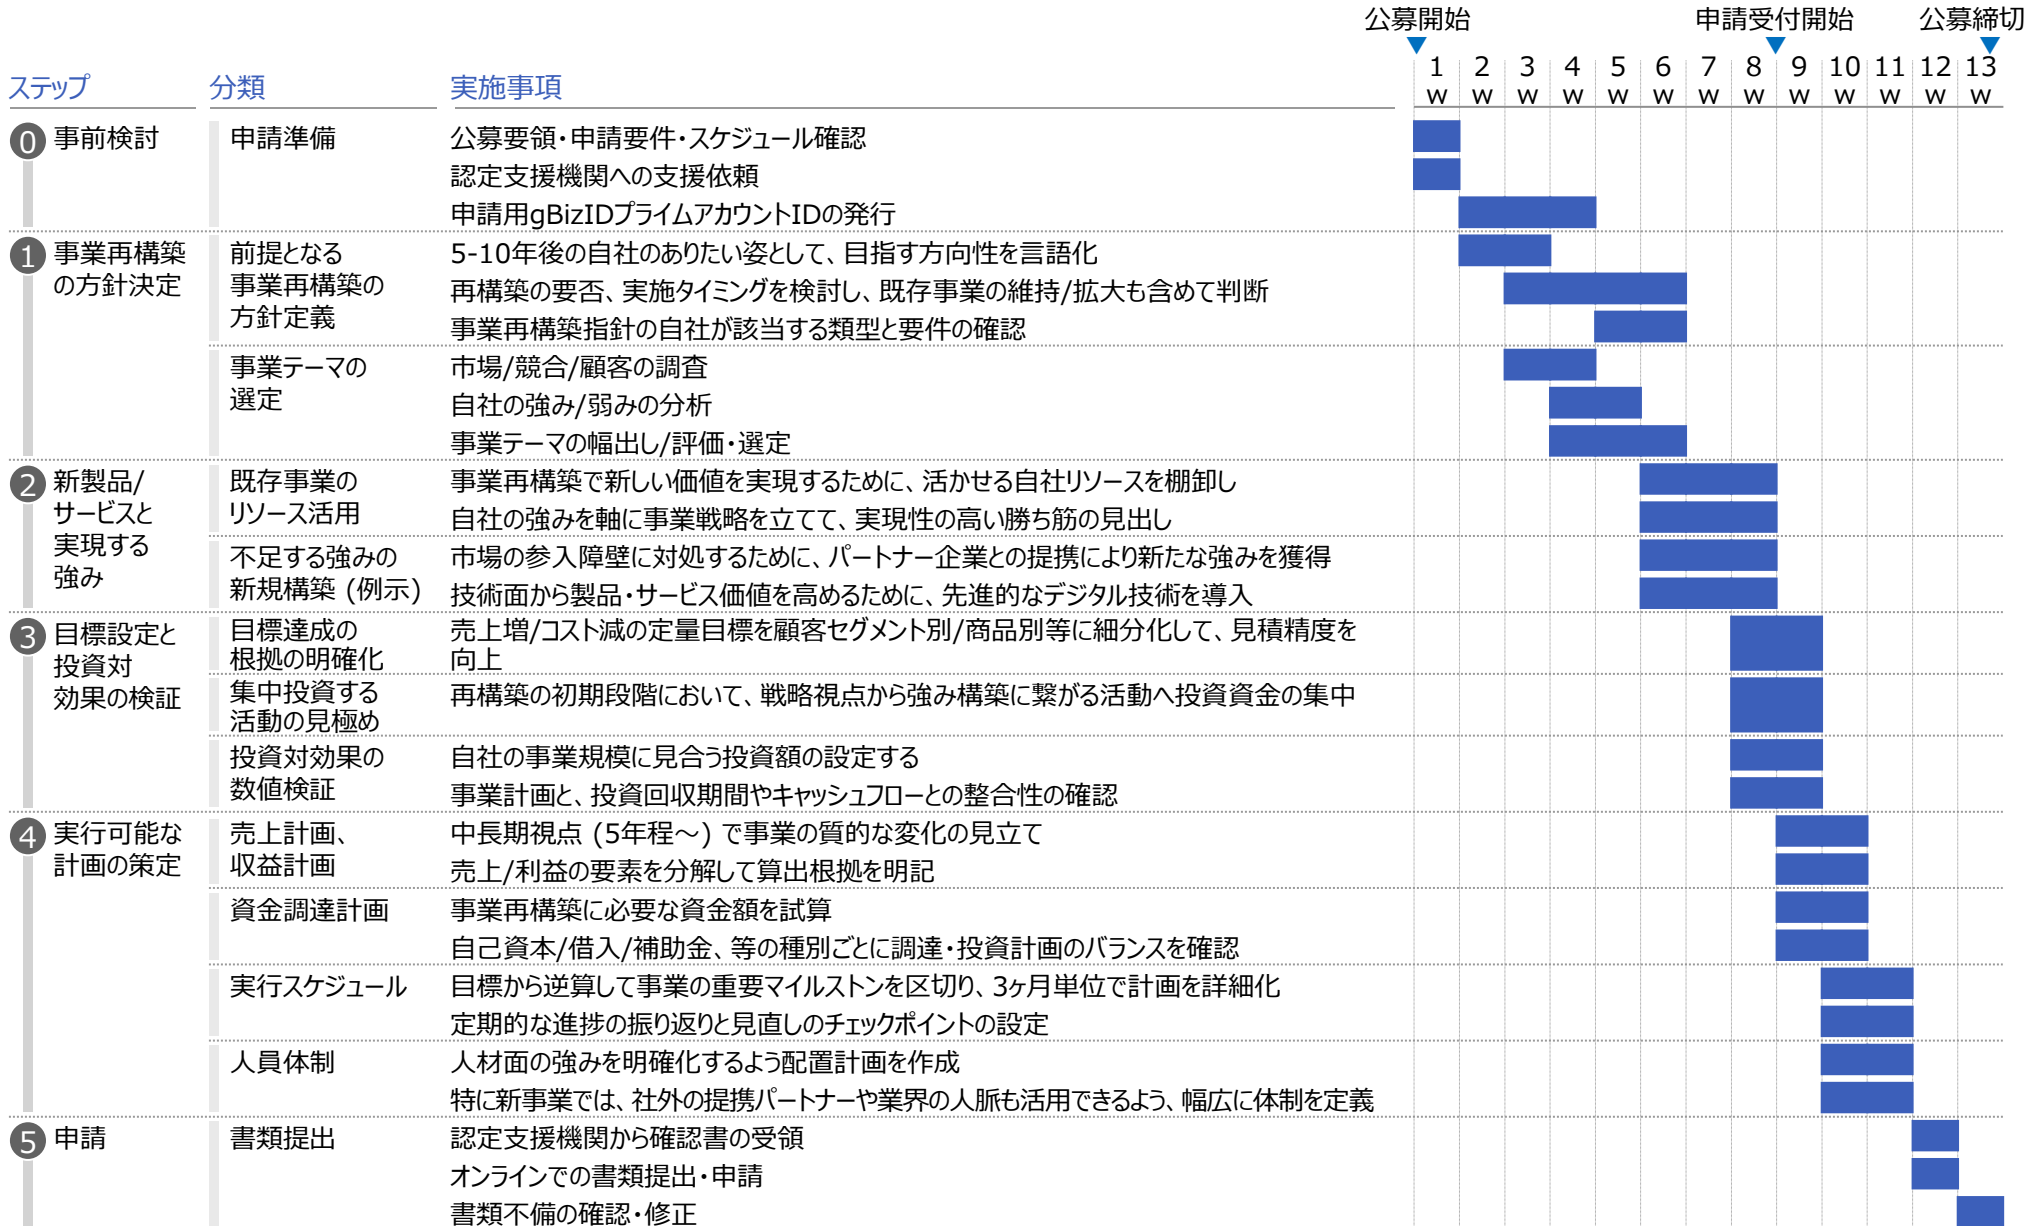 公募開始 申請受付開始 公募締切
ステップ 分類 実施事項 1 2 3 4 5 6 7 8 9 10 11 12 13
w w w w w w w w w w w w w
0 事前検討 申請準備 公募要領・申請要件・スケジュール確認
認定支援機関への支援依頼
申請用gBizIDプライムアカウントIDの発行
1 事業再構築
の方針決定
前提となる
事業再構築の
方針定義
5-10年後の自社のありたい姿として、目指す方向性を言語化
再構築の要否、実施タイミングを検討し、既存事業の維持/拡大も含めて判断
事業再構築指針の自社が該当する類型と要件の確認
事業テーマの
選定
市場/競合/顧客の調査
自社の強み/弱みの分析
事業テーマの幅出し/評価・選定
2 新製品/
サービスと
実現する
強み
既存事業の
リソース活用
事業再構築で新しい価値を実現するために、活かせる自社リソースを棚卸し
自社の強みを軸に事業戦略を立てて、実現性の高い勝ち筋の見出し
不足する強みの
新規構築 (例示)
市場の参入障壁に対処するために、パートナー企業との提携により新たな強みを獲得
技術面から製品・サービス価値を高めるために、先進的なデジタル技術を導入
3 目標設定と
投資対
効果の検証
目標達成の
根拠の明確化
売上増/コスト減の定量目標を顧客セグメント別/商品別等に細分化して、見積精度を
向上
集中投資する
活動の見極め
再構築の初期段階において、戦略視点から強み構築に繋がる活動へ投資資金の集中
投資対効果の
数値検証
自社の事業規模に見合う投資額の設定する
事業計画と、投資回収期間やキャッシュフローとの整合性の確認
4 実行可能な
計画の策定
売上計画、
収益計画
中長期視点 (5年程～) で事業の質的な変化の見立て
売上/利益の要素を分解して算出根拠を明記
資金調達計画 事業再構築に必要な資金額を試算
自己資本/借入/補助金、等の種別ごとに調達・投資計画のバランスを確認
実行スケジュール 目標から逆算して事業の重要マイルストンを区切り、3ヶ月単位で計画を詳細化
定期的な進捗の振り返りと見直しのチェックポイントの設定
人員体制 人材面の強みを明確化するよう配置計画を作成
特に新事業では、社外の提携パートナーや業界の人脈も活用できるよう、幅広に体制を定義
5 申請 書類提出 認定支援機関から確認書の受領
オンラインでの書類提出・申請
書類不備の確認・修正